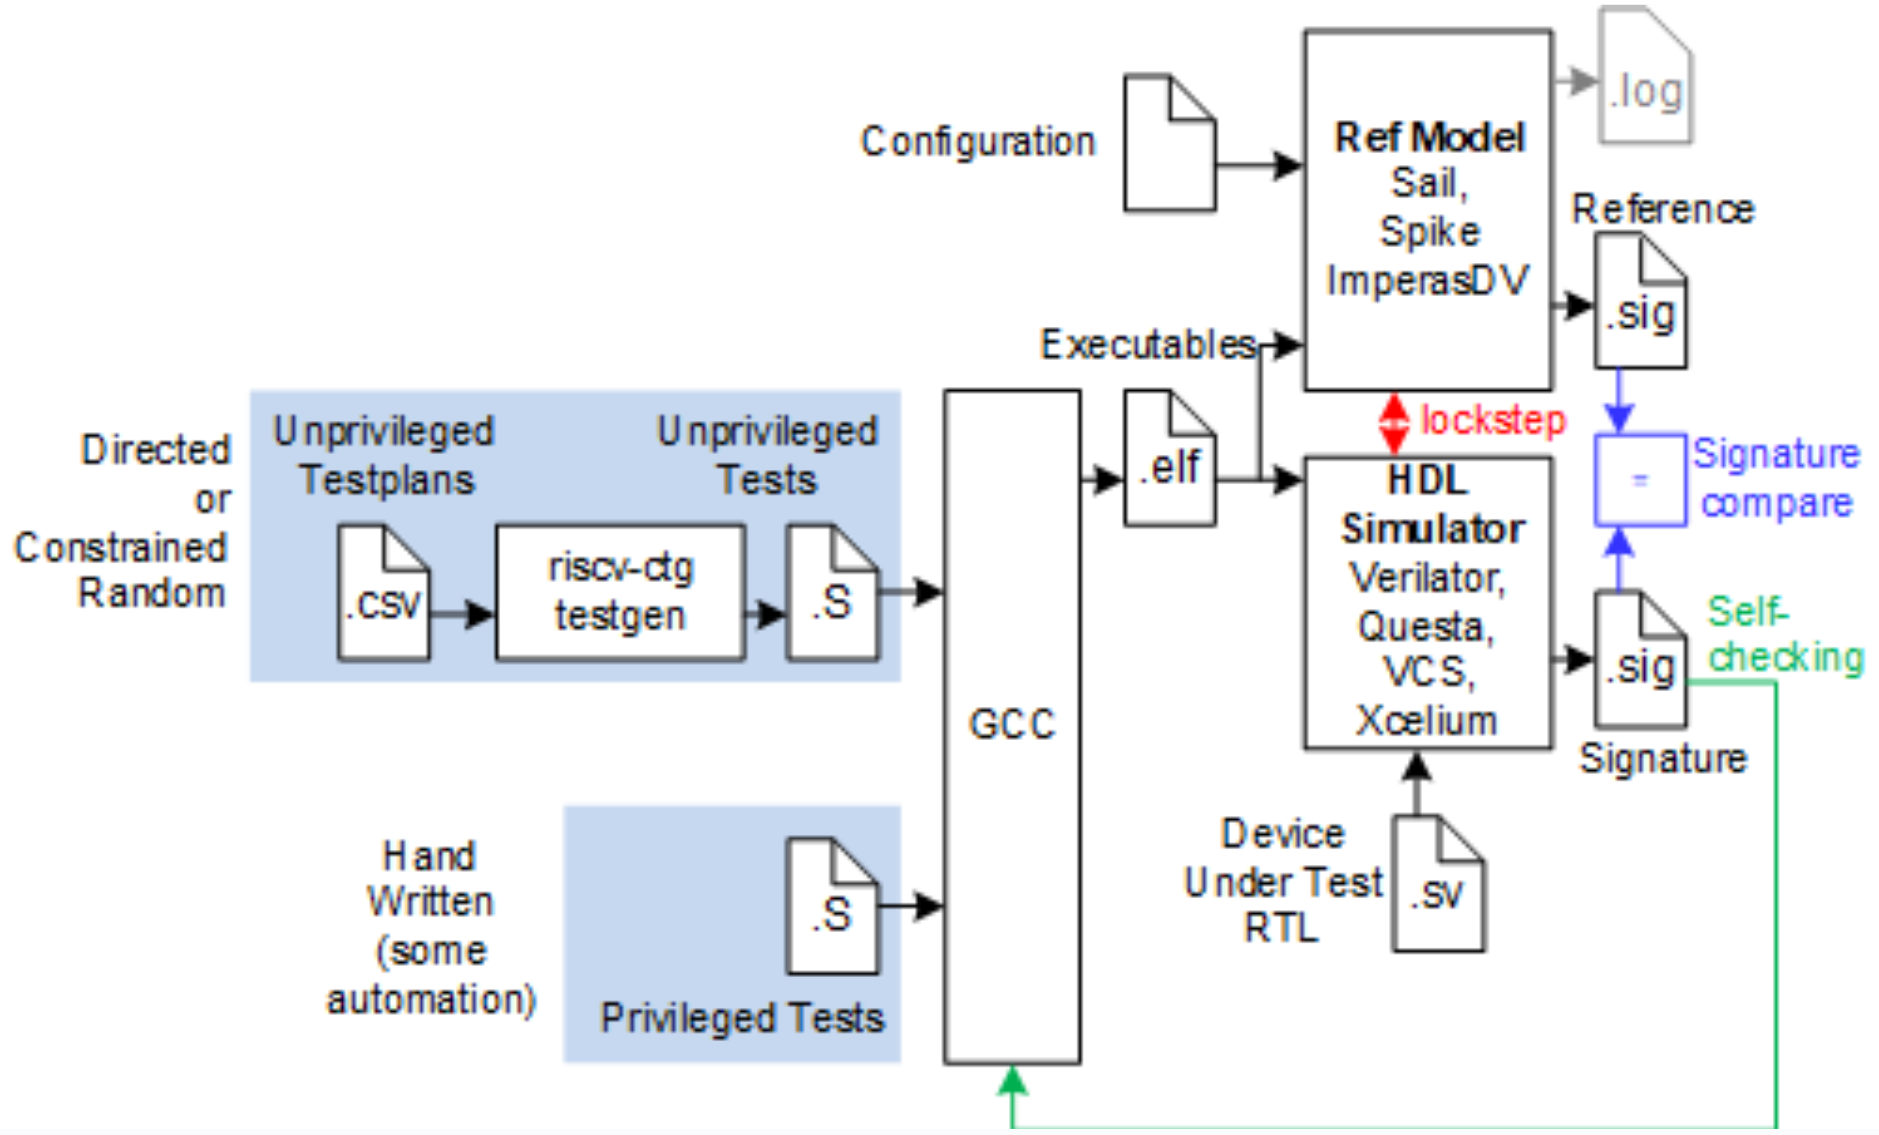 .log
Configuration
Ref Model
Sail,
Spike
ImperasDV
Reference
.sig
Executables
lockstep
Signature
compare
=
Directed
or
Constrained
Random
Unprivileged
Testplans
Unprivileged
Tests
.CSV
riscv-ctg
testgen
.S
GCC
.elf
HDL
Simulator
Verilator,
Questa,
VCS,
Xcelium
.sig
Signature
Self-
checking
Hand
Written
(some
automation)
.S
Privileged Tests
Device
Under Test
RTL
.SV